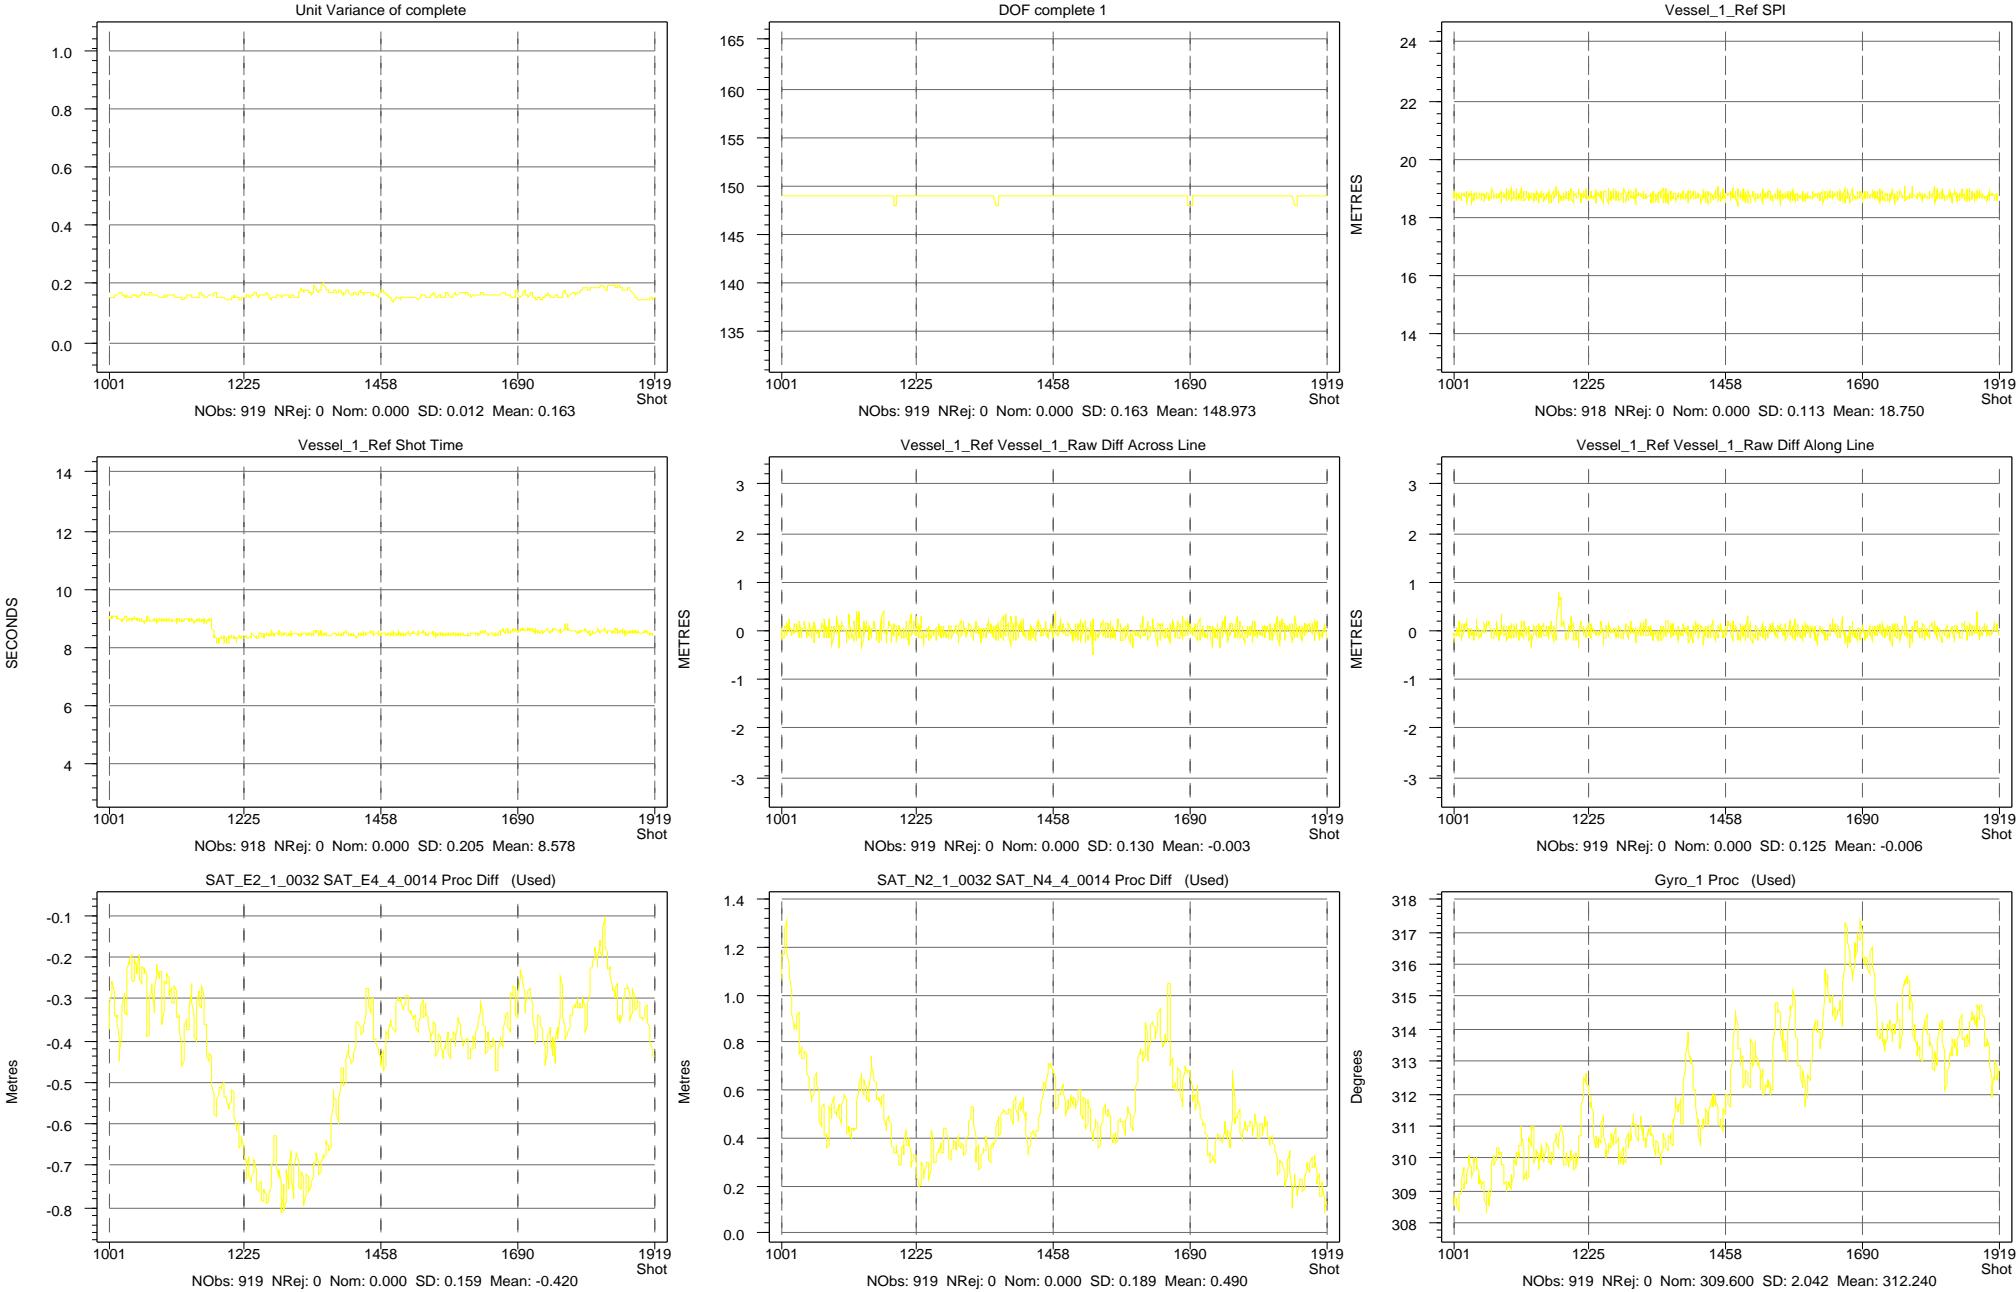 Unit Variance of complete
1.0
0.8
0.6
0.4
0.2
0.0
1001 1225 1458 1690 1919
Shot
NObs: 919 NRej: 0 Nom: 0.000 SD: 0.012 Mean: 0.163
DOF complete 1
165
160
155
150
145
140
135
1001 1225 1458 1690 1919
Shot
NObs: 919 NRej: 0 Nom: 0.000 SD: 0.163 Mean: 148.973
Vessel_1_Ref SPI
METRES
24
22
20
18
16
14
1001 1225 1458 1690 1919
Shot
NObs: 918 NRej: 0 Nom: 0.000 SD: 0.113 Mean: 18.750
Vessel_1_Ref Shot Time
SECONDS
14
12
10
8
6
4
1001 1225 1458 1690 1919
Shot
NObs: 918 NRej: 0 Nom: 0.000 SD: 0.205 Mean: 8.578
Vessel_1_Ref Vessel_1_Raw Diff Across Line
METRES
3
2
1
0
-1
-2
-3
1001 1225 1458 1690 1919
Shot
NObs: 919 NRej: 0 Nom: 0.000 SD: 0.130 Mean: -0.003
Vessel_1_Ref Vessel_1_Raw Diff Along Line
METRES
3
2
1
0
-1
-2
-3
1001 1225 1458 1690 1919
Shot
NObs: 919 NRej: 0 Nom: 0.000 SD: 0.125 Mean: -0.006
SAT_E2_1_0032 SAT_E4_4_0014 Proc Diff (Used)
Metres
-0.1
-0.2
-0.3
-0.4
-0.5
-0.6
-0.7
-0.8
1001 1225 1458 1690 1919
Shot
NObs: 919 NRej: 0 Nom: 0.000 SD: 0.159 Mean: -0.420
SAT_N2_1_0032 SAT_N4_4_0014 Proc Diff (Used)
Metres
1.4
1.2
1.0
0.8
0.6
0.4
0.2
0.0
1001 1225 1458 1690 1919
Shot
NObs: 919 NRej: 0 Nom: 0.000 SD: 0.189 Mean: 0.490
Gyro_1 Proc (Used)
Degrees
318
317
316
315
314
313
312
311
310
309
308
1001 1225 1458 1690 1919
Shot
NObs: 919 NRej: 0 Nom: 309.600 SD: 2.042 Mean: 312.240